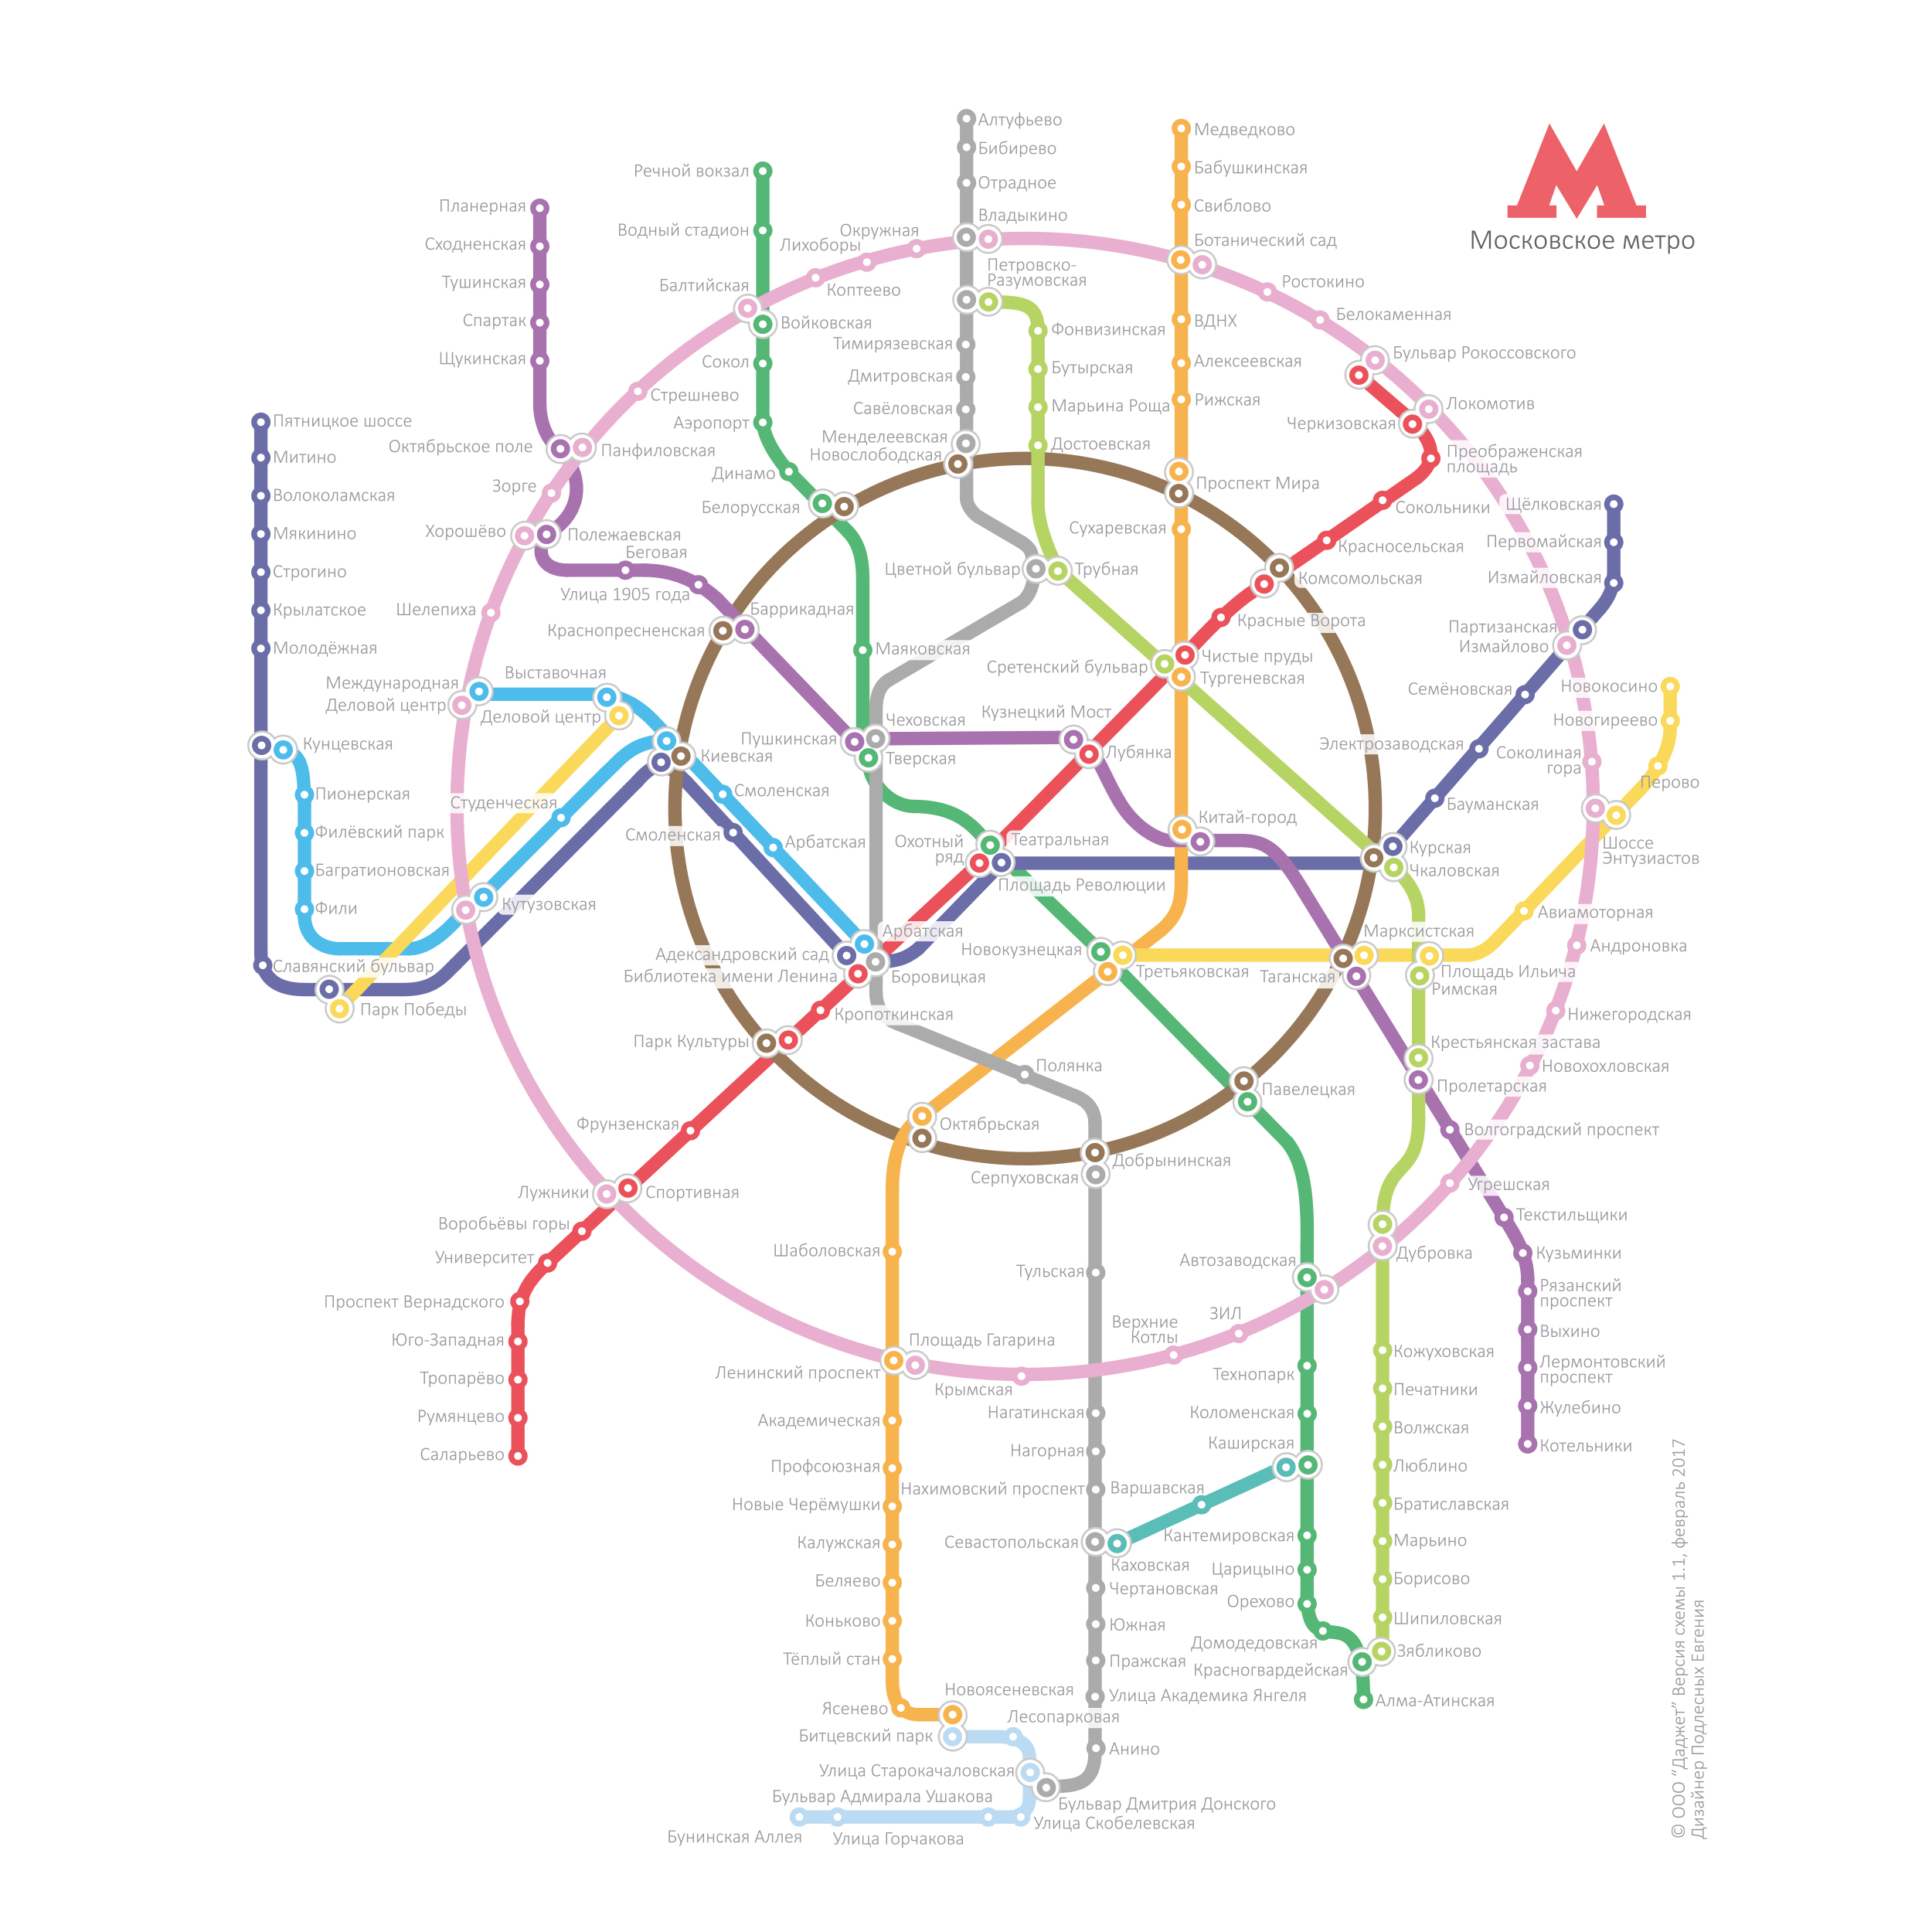 Московское метро
Алтуфьево
Бибирево
Отрадное
Владыкино
Петровско-
Разумовская
Тимирязевская
Дмитровская
Савёловская
Менделеевская
Новослободская
Цветной бульвар
Трубная
Медведково
Бабушкинская
Свиблово
Ботанический сад
ВДНХ
Алексеевская
Рижская
Проспект Мира
Сухаревская
Речной вокзал
Водный стадион
Лихоборы
Окружная
Балтийская
Коптеево
Войковская
Сокол
Аэропорт
Динамо
Белорусская
Планерная
Сходненская
Тушинская
Спартак
Щукинская
Стрешнево
Октябрьское поле
Панфиловская
Зорге
Хорошёво
Полежаевская
Беговая
Улица 1905 года
Шелепиха
Баррикадная
Краснопресненская
Пятницкое шоссе
Митино
Волоколамская
Мякинино
Строгино
Крылатское
Молодёжная
Кунцевская
Пионерская
Филёвский парк
Багратионовская
Фили
Славянский бульвар
Парк Победы
Выставочная
Международная
Деловой центр
Деловой центр
Студенческая
Кутузовская
Киевская
Смоленская
Смоленская
Арбатская
Фонвизинская
Бутырская
Марьина Роща
Достоевская
Ростокино
Белокаменная
Бульвар Рокоссовского
Локомотив
Черкизовская
Преображенская
площадь
Сокольники
Красносельская
Комсомольская
Красные Ворота
Чистые пруды
Тургеневская
Сретенский бульвар
Щёлковская
Первомайская
Измайловская
Партизанская
Измайлово
Семёновская
Электрозаводская
Бауманская
Новокосино
Новогиреево
Соколиная
гора
Перово
Шоссе
Энтузиастов
Маяковская
Чеховская
Пушкинская
Тверская
Кузнецкий Мост
Лубянка
Китай-город
Охотный
ряд
Театральная
Площадь Революции
Курская
Чкаловская
Авиамоторная
Андроновка
Марксистская
Площадь Ильича
Римская
Таганская
Арбатская
Адександровский сад
Библиотека имени Ленина
Боровицкая
Новокузнецкая
Третьяковская
Кропоткинская
Парк Культуры
Полянка
Нижегородская
Крестьянская застава
Новохохловская
Пролетарская
Павелецкая
Октябрьская
Фрунзенская
Волгоградский проспект
Добрынинская
Серпуховская
Лужники
Спортивная
Угрешская
Текстильщики
Воробьёвы горы
Университет
Проспект Вернадского
Юго-Западная
Тропарёво
Румянцево
Саларьево
Шаболовская
Тульская
Автозаводская
Дубровка
Кузьминки
Рязанский
проспект
Выхино
Лермонтовский
проспект
Жулебино
Котельники
Верхние
Котлы
ЗИЛ
Площадь Гагарина
Ленинский проспект
Крымская
Технопарк
Кожуховская
Печатники
Волжская
Люблино
Братиславская
Марьино
Борисово
Шипиловская
Зябликово
Академическая
Профсоюзная
Новые Черёмушки
Калужская
Беляево
Коньково
Тёплый стан
Ясенево
Новоясеневская
Битцевский парк
Лесопарковая
Улица Старокачаловская
Бульвар Адмирала Ушакова
Бунинская Аллея
Улица Горчакова
Улица Скобелевская
Бульвар Дмитрия Донского
Нагатинская
Нагорная
Нахимовский проспект
Севастопольская
Варшавская
Каховская
Чертановская
Южная
Пражская
Улица Академика Янгеля
Анино
Коломенская
Каширская
Кантемировская
Царицыно
Орехово
Домодедовская
Красногвардейская
Алма-Атинская
© ООО “Даджет” Версия схемы 1.1, февраль 2017
Дизайнер Подлесных Евгения